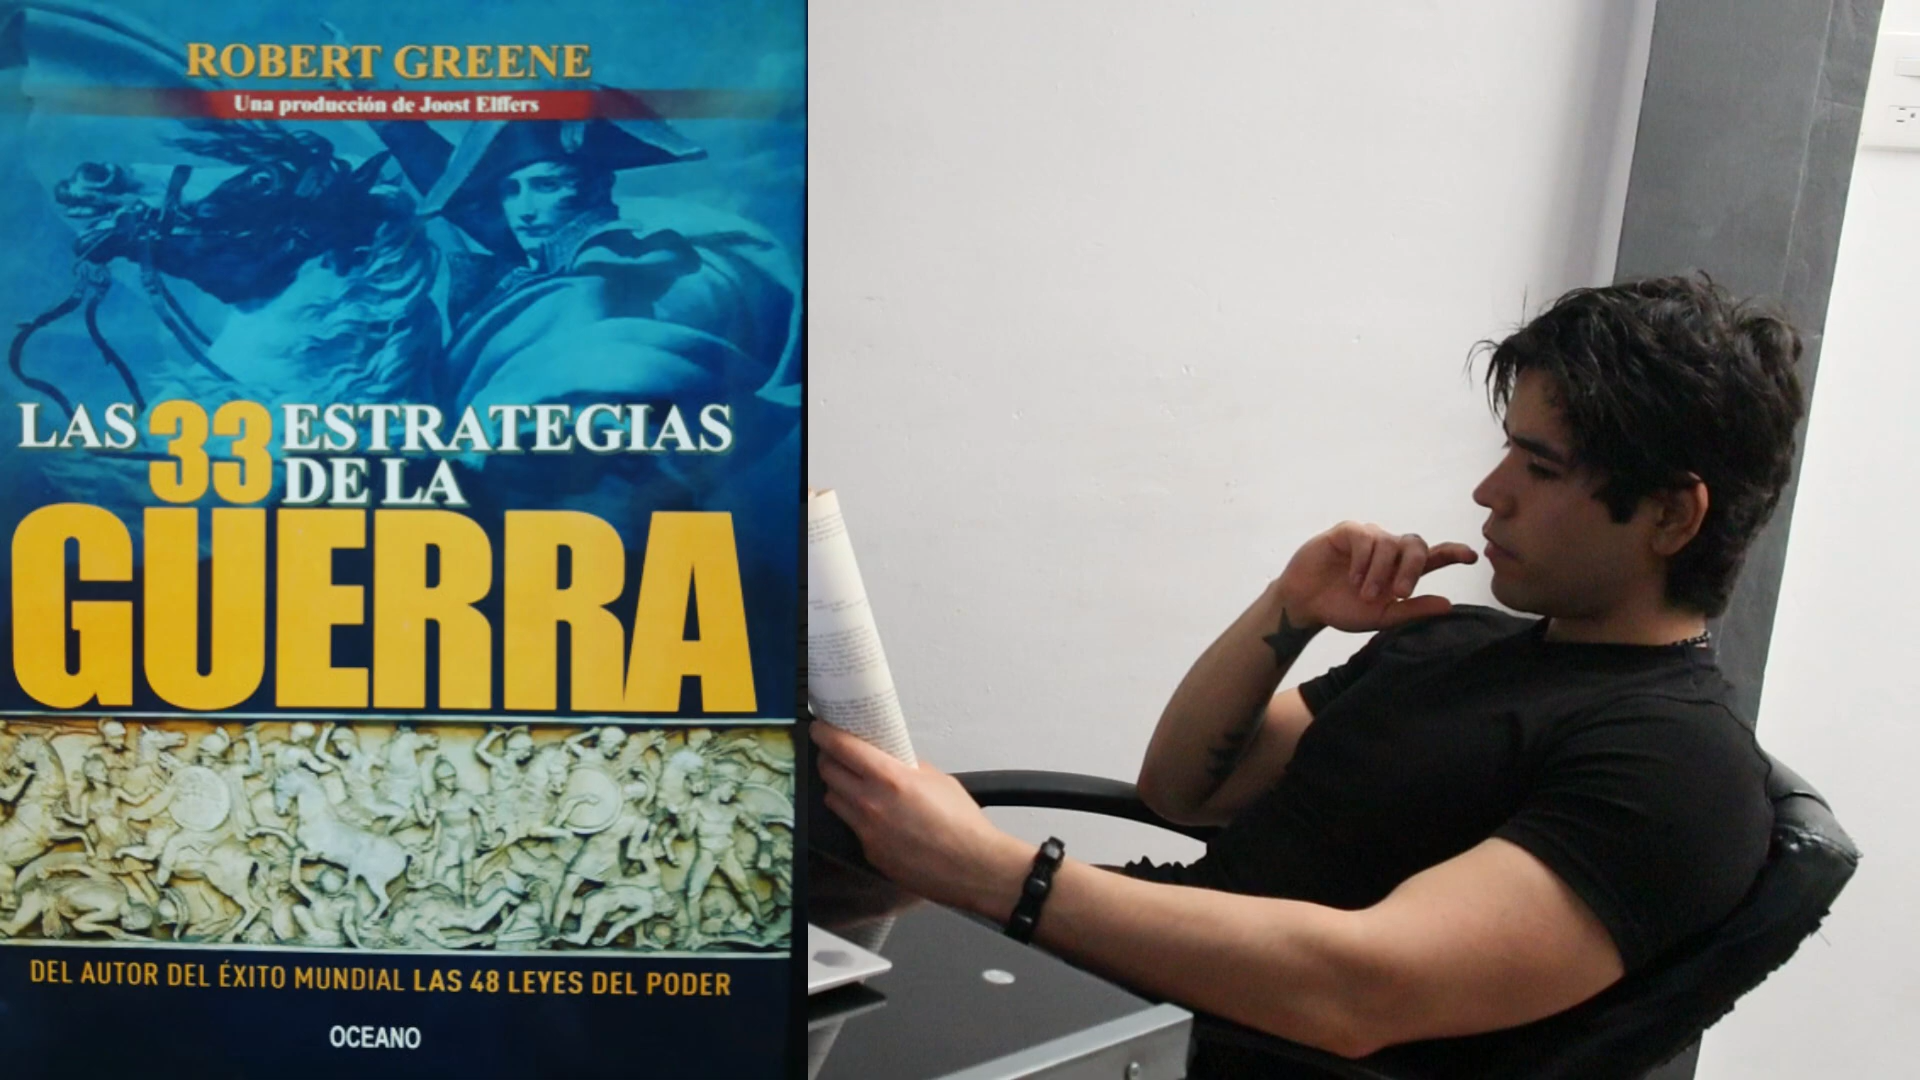 ROBERT GREENE
Una producción de Joost Elffers
LAS 33 ESTRATEGIAS
DE LA
GUERRA
DEL AUTOR DEL ÉXITO MUNDIAL LAS 48 LEYES DEL PODER
OCEANO